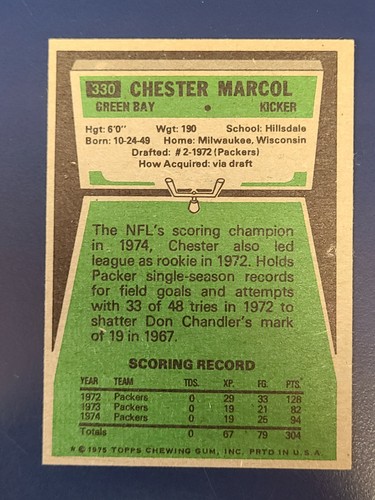 330 CHESTER MARCOL
GREEN BAY • KICKER
Hgt: 6'0" Wgt: 190 School: Hillsdale
Born: 10-24-49 Home: Milwaukee, Wisconsin
Drafted: #2-1972 (Packers)
How Acquired: via draft
The NFL's scoring champion
in 1974, Chester also led
league as rookie in 1972. Holds
Packer single-season records
for field goals and attempts
with 33 of 48 tries in 1972 to
shatter Don Chandler's mark
of 19 in 1967.
SCORING RECORD
YEAR TEAM TDS. XP. FG. PTS.
1972 Packers 0 29 33 128
1973 Packers 0 19 21 82
1974 Packers 0 19 25 94
Totals 0 67 79 304
* © 1975 TOPPS CHEWING GUM, INC. PRTD IN U.S.A.